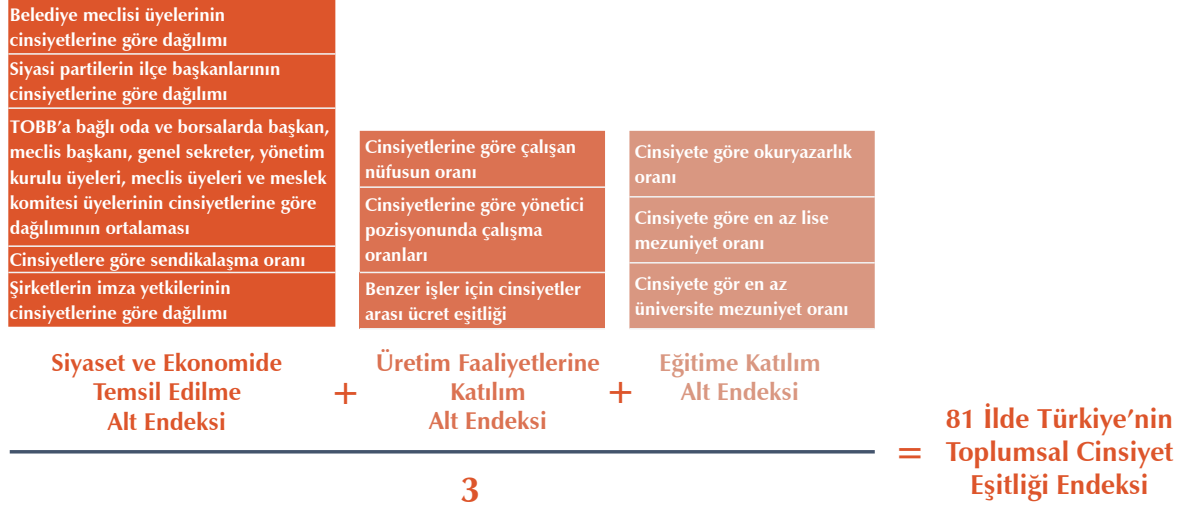 Belediye meclisi üyelerinin
cinsiyetlerine göre dağılımı
Siyasi partilerin ilçe başkanlarının
cinsiyetlerine göre dağılımı
TOBB’a bağlı oda ve borsalarda başkan,
meclis başkanı, genel sekreter, yönetim
kurulu üyeleri, meclis üyeleri ve meslek
komitesi üyelerinin cinsiyetlerine göre
dağılımının ortalaması
Cinsiyetlere göre sendikalaşma oranı
Şirketlerin imza yetkilerinin
cinsiyetlerine göre dağılımı
Siyaset ve Ekonomide
Temsil Edilme
Alt Endeksi
+
Cinsiyetlerine göre çalışan
nüfusun oranı
Cinsiyetlerine göre yönetici
pozisyonunda çalışma
oranları
Benzer işler için cinsiyetler
arası ücret eşitliği
Üretim Faaliyetlerine
Katılım
Alt Endeksi
+
Cinsiyete göre okuryazarlık
oranı
Cinsiyete göre en az lise
mezuniyet oranı
Cinsiyete gör en az
üniversite mezuniyet oranı
Eğitime Katılım
Alt Endeksi
3
=
81 İlde Türkiye’nin
Toplumsal Cinsiyet
Eşitliği Endeksi